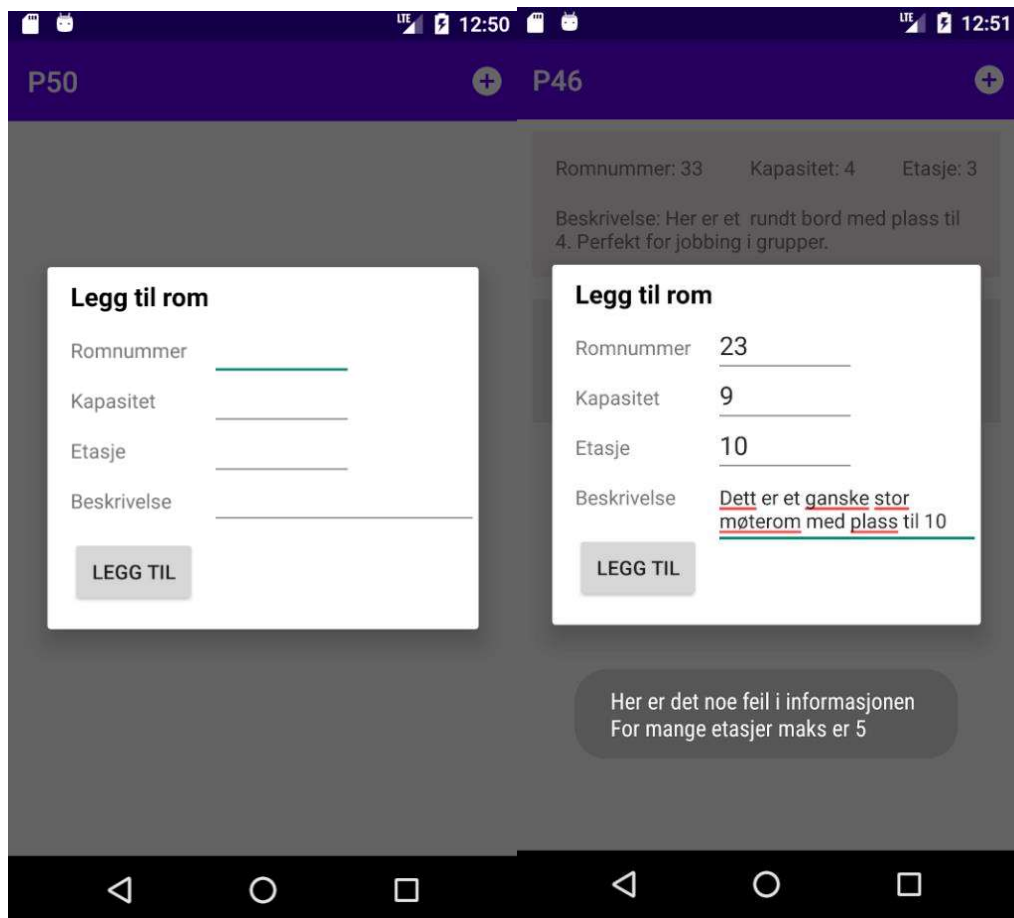 LTE 12:50
P50
Legg til rom
Romnummer
Kapasitet
Etasje
Beskrivelse
LEGG TIL
LTE 12:51
P46
Romnummer: 33 Kapasitet: 4 Etasje: 3
Beskrivelse: Her er et rundt bord med plass til
4. Perfekt for jobbing i grupper.
Legg til rom
Romnummer 23
Kapasitet 9
Etasje 10
Beskrivelse Dett er et ganske stor
møterom med plass til 10
LEGG TIL
Her er det noe feil i informasjonen
For mange etasjer maks er 5